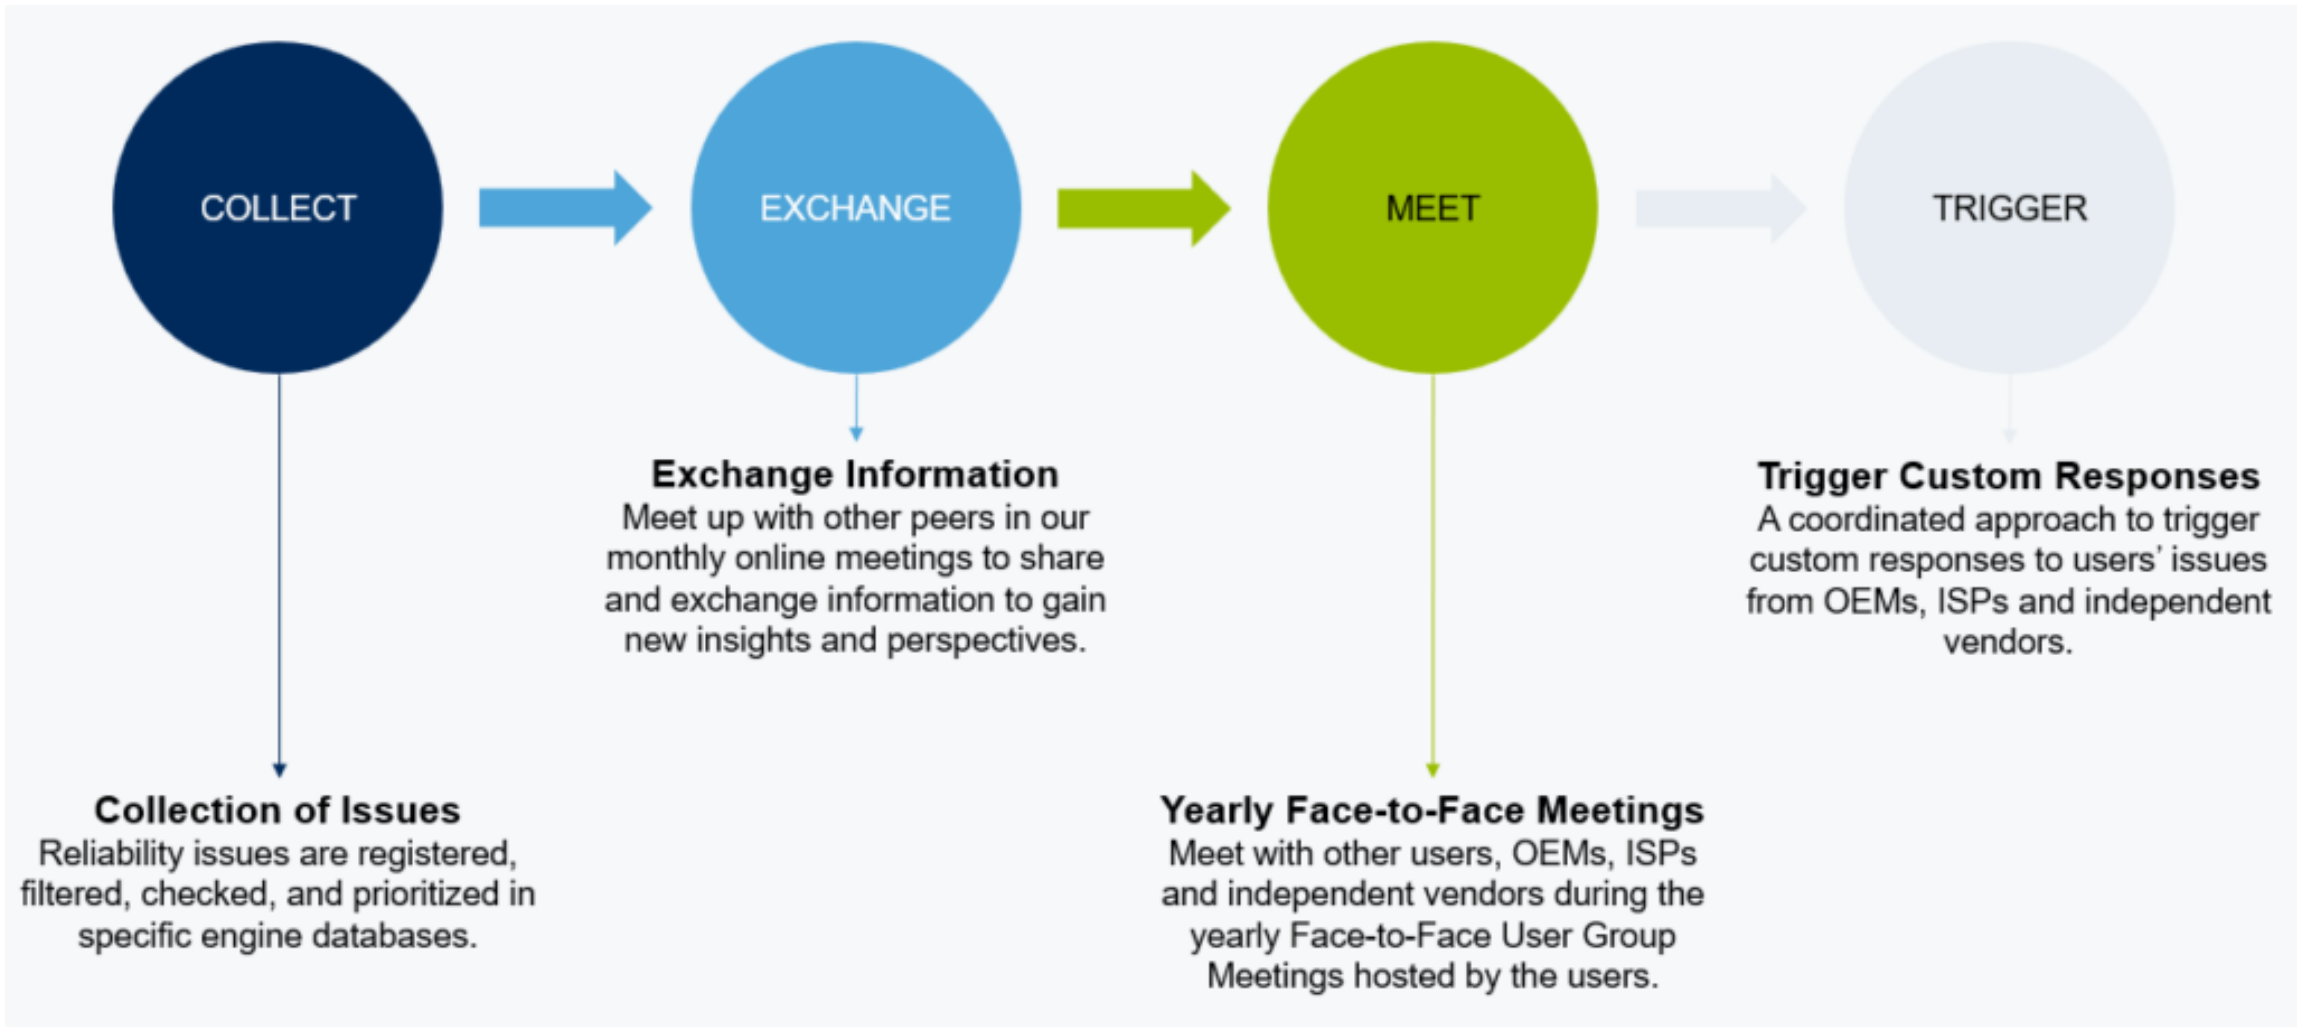 COLLECT
EXCHANGE
MEET
TRIGGER
Exchange Information
Meet up with other peers in our
monthly online meetings to share
and exchange information to gain
new insights and perspectives.
Trigger Custom Responses
A coordinated approach to trigger
custom responses to users’ issues
from OEMs, ISPs and independent
vendors.
Collection of Issues
Reliability issues are registered,
filtered, checked, and prioritized in
specific engine databases.
Yearly Face-to-Face Meetings
Meet with other users, OEMs, ISPs
and independent vendors during the
yearly Face-to-Face User Group
Meetings hosted by the users.